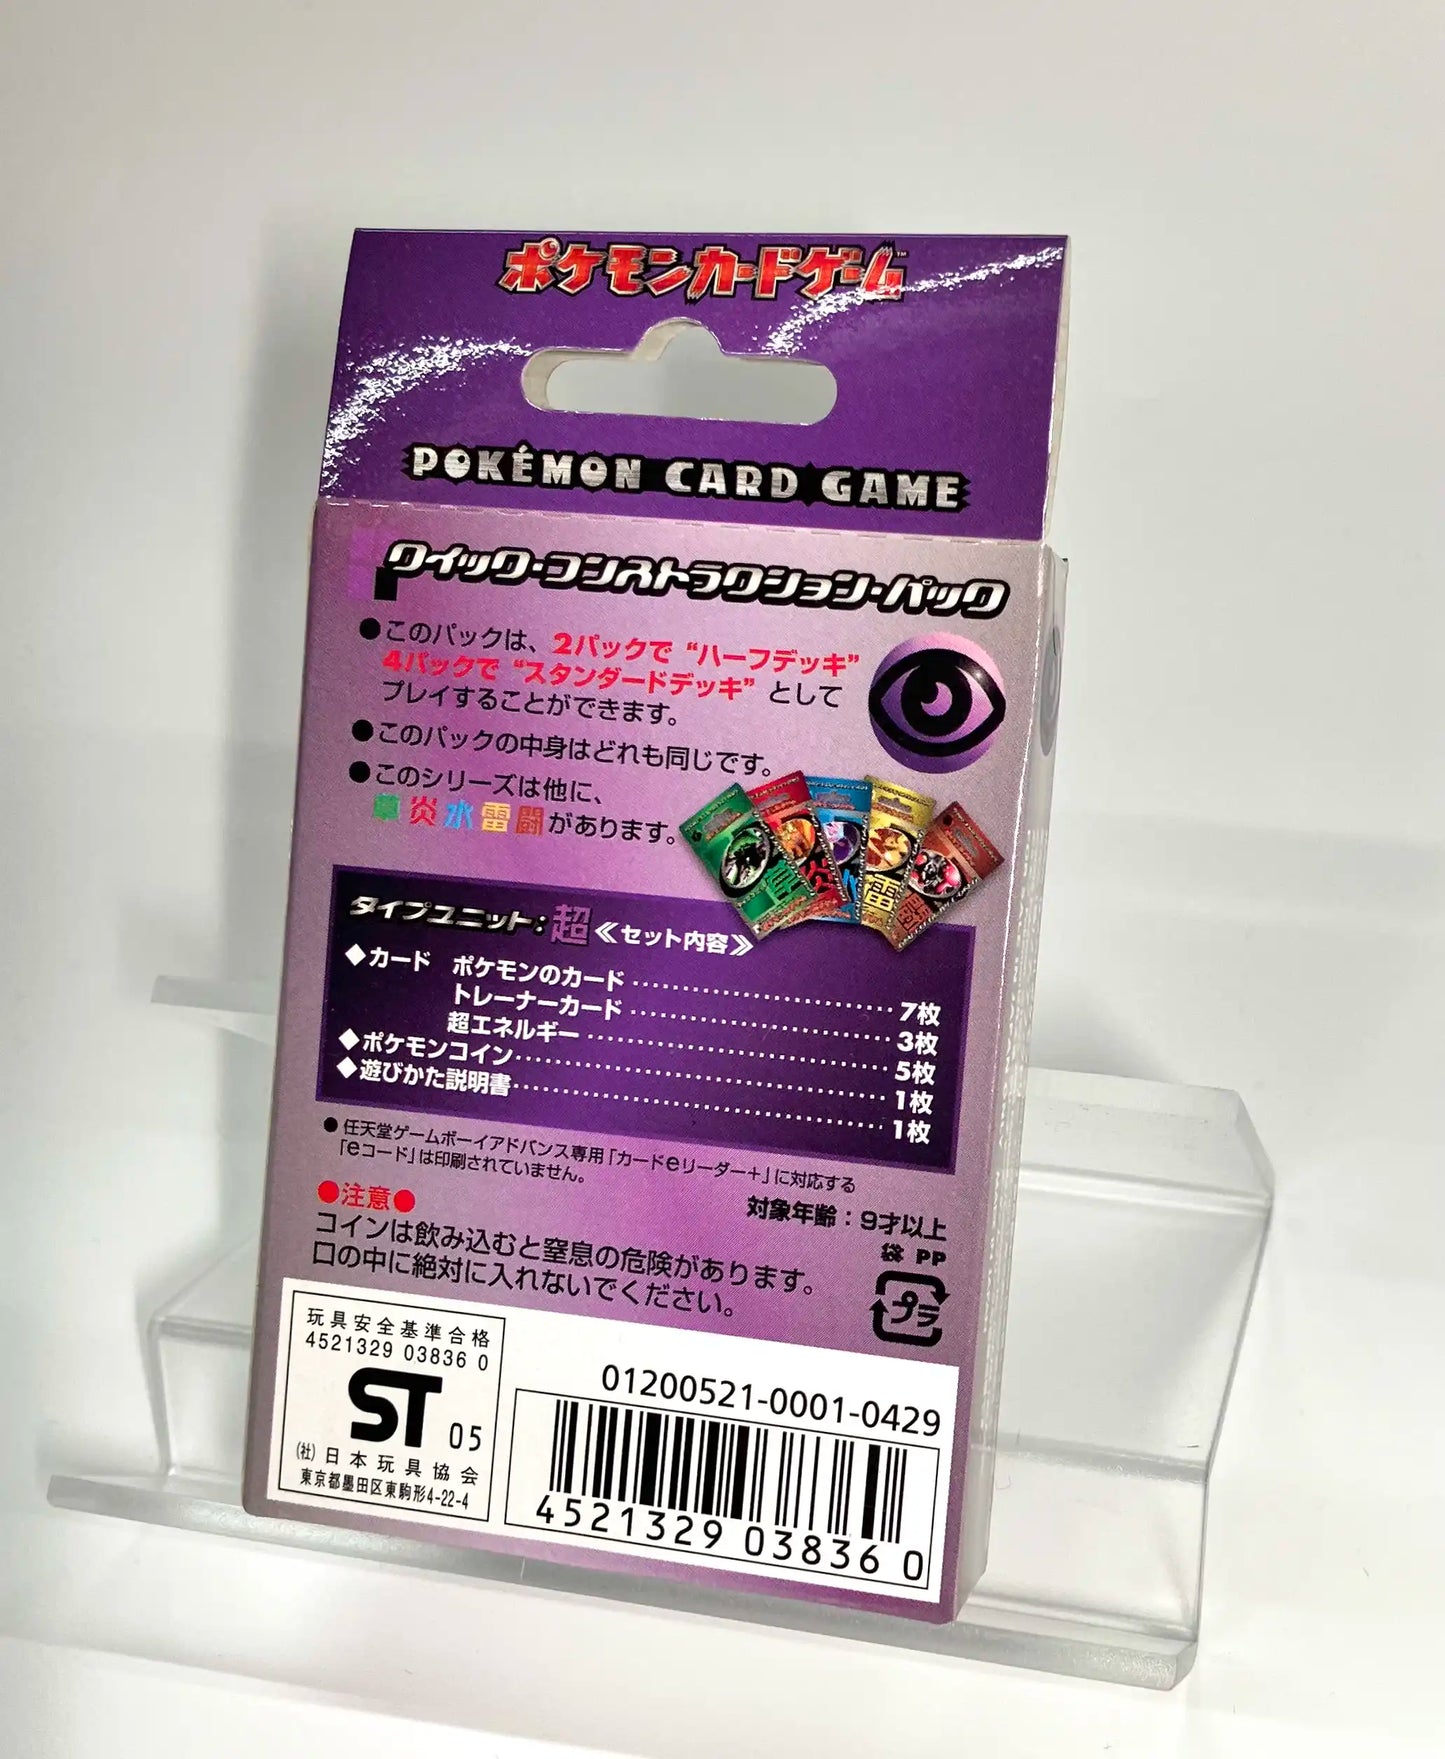 ポケモンカードゲーム™
POKÉMON CARD GAME
クイック・コンストラクション・パック
●このパックは、2パックで“ハーフデッキ”
4パックで“スタンダードデッキ”として
プレイすることができます。
●このパックの中身はどれも同じです。
●このシリーズは他に、
草炎水雷闘があります。
草 炎 水 雷 闘
タイプユニット：超≪セット内容≫
◆カード ポケモンのカード‥‥‥‥7枚
トレーナーカード‥‥‥‥3枚
超エネルギー‥‥‥‥5枚
◆ポケモンコイン‥‥‥‥1枚
◆遊びかた説明書‥‥‥‥1枚
●任天堂ゲームボーイアドバンス専用「カードeリーダー+」に対応する
「eコード」は印刷されていません。
対象年齢：9才以上
●注意●
コインは飲み込むと窒息の危険があります。
口の中に絶対に入れないでください。
袋 PP
プラ
玩具安全基準合格
4521329 03836 0
ST 05
(社)日本玩具協会
東京都墨田区東駒形4-22-4
01200521-0001-0429
4521329 03836 0